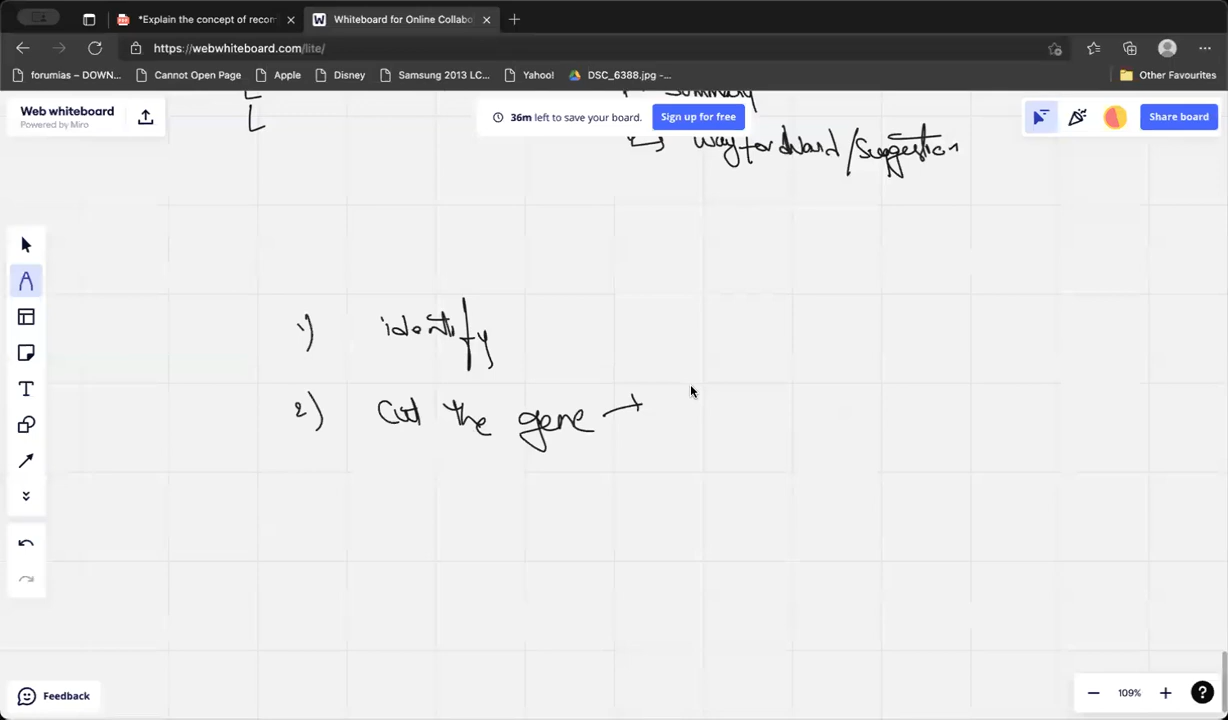 *Explain the concept of recon
Whiteboard for Online Collabo
https://webwhiteboard.com/lite/
forumias – DOWN... Cannot Open Page Apple Disney Samsung 2013 LC... Yahoo! DSC_6388.jpg -... Other Favourites
Web whiteboard
Powered by Miro
36m left to save your board. Sign up for free
Share board
Summary
Way forward/Suggestion
1) identify
2) Cut the gene
Feedback
109%